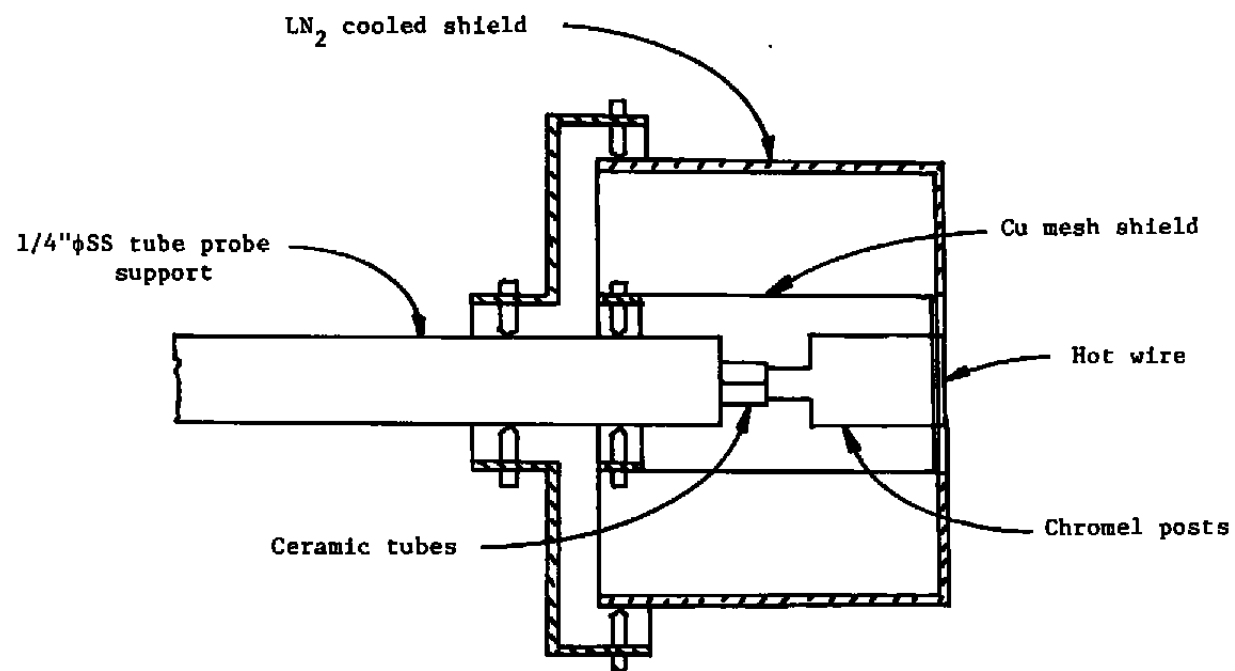 LN2 cooled shield
1/4"ϕSS tube probe
support
Cu mesh shield
Hot wire
Ceramic tubes
Chromel posts